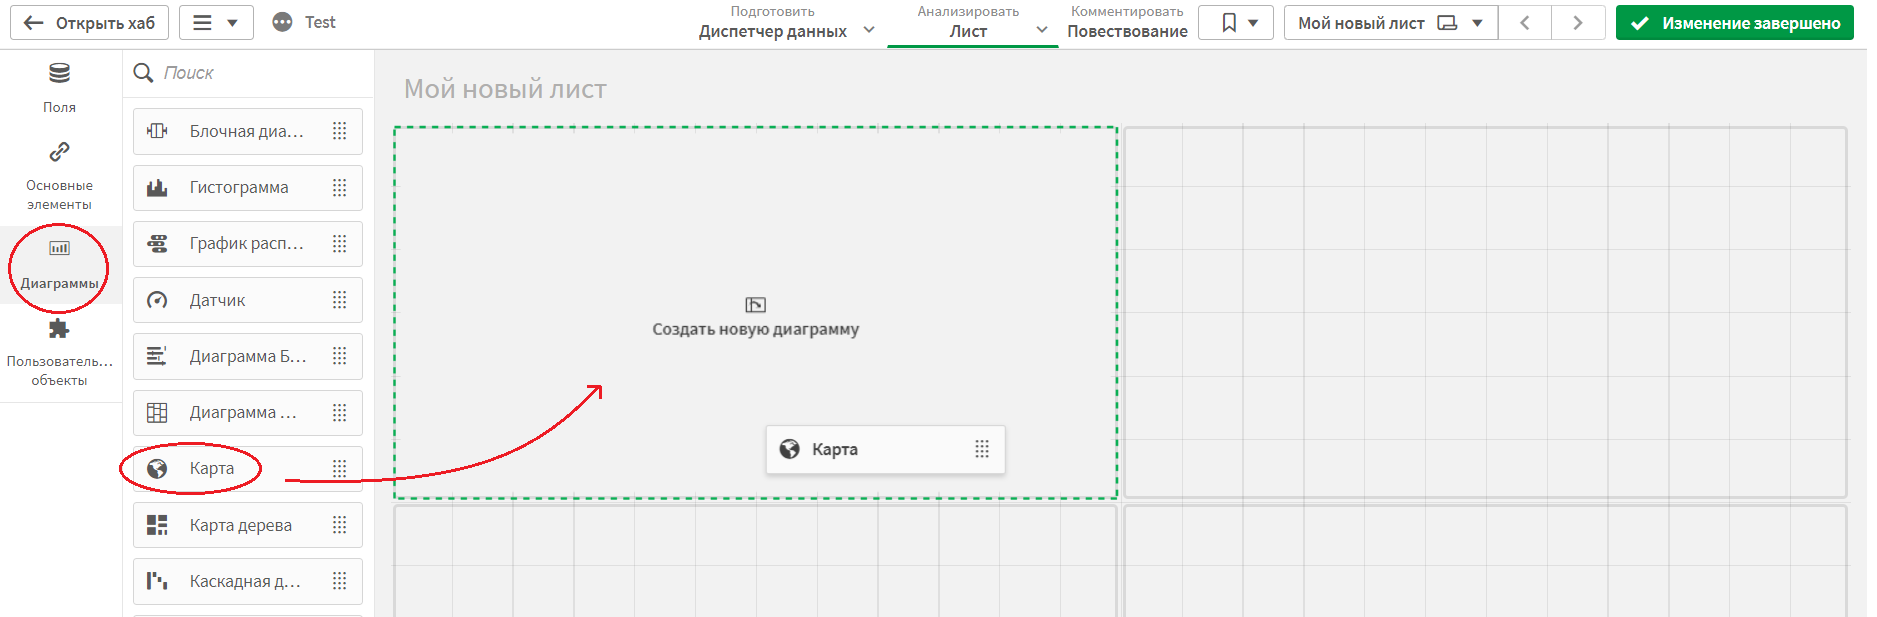 Открыть хаб
Test
Подготовить
Диспетчер данных
Анализировать
Лист
Комментировать
Повествование
Мой новый лист
Изменение завершено
Поля
Основные
элементы
Диаграммы
Пользователь...
объекты
Поиск
Блочная диа...
Гистограмма
График расп...
Датчик
Диаграмма Б...
Диаграмма ...
Карта
Карта дерева
Каскадная д...
Мой новый лист
Создать новую диаграмму
Карта